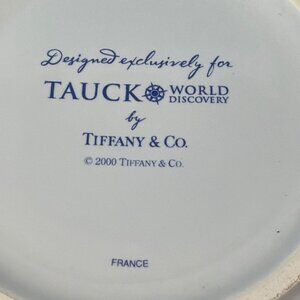 Designed exclusively for
TAUCK WORLD
DISCOVERY
by
TIFFANY & CO.
© 2000 TIFFANY & CO.
FRANCE